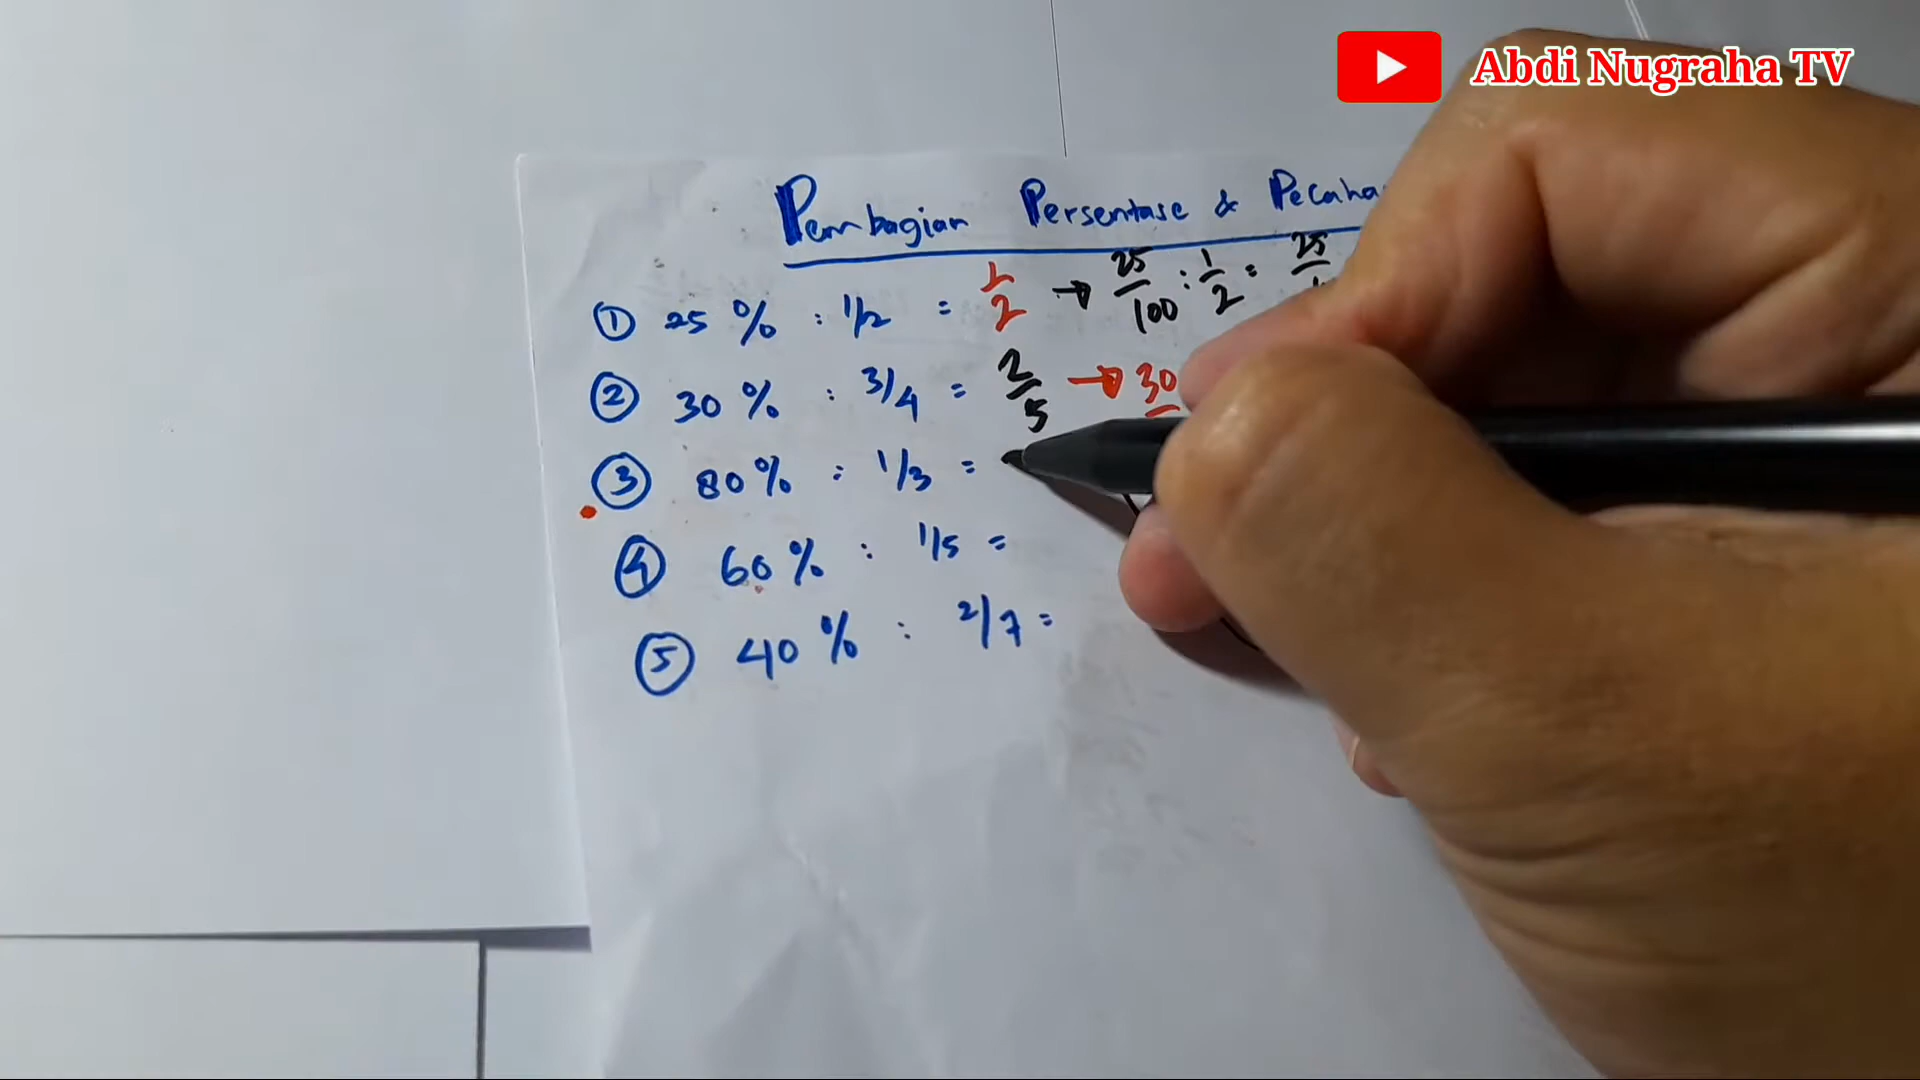 Abdi Nugraha TV
Pembagian Persentase &
① 25 % : 1/2 = 1/2 → 25/100 : 1/2 = 25/
② 30 % : 3/4 = 2/5 → 30
③ 80 % : 1/3 =
④ 60 % : 1/5 =
⑤ 40 % : 2/7 =